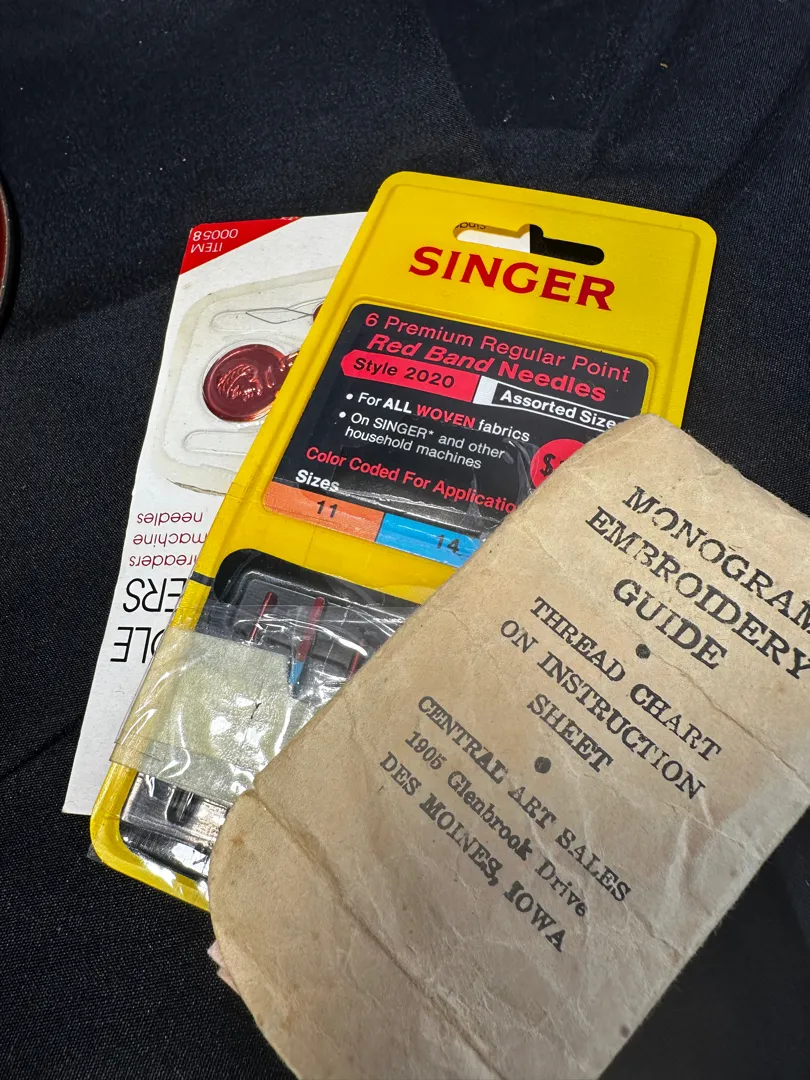 ITEM
00058
needles
machine
SINGER
6 Premium Regular Point
Red Band Needles
Style 2020
Assorted
• For ALL WOVEN fabrics
• On SINGER* and other
household machines
$
Color Coded For
Sizes
11
14
MONOGRAM
EMBROIDERY
GUIDE
•
THREAD CHART
ON INSTRUCTION
SHEET
•
CENTRAL ART SALES
1905 Glenbrook Drive
DES MOINES, IOWA